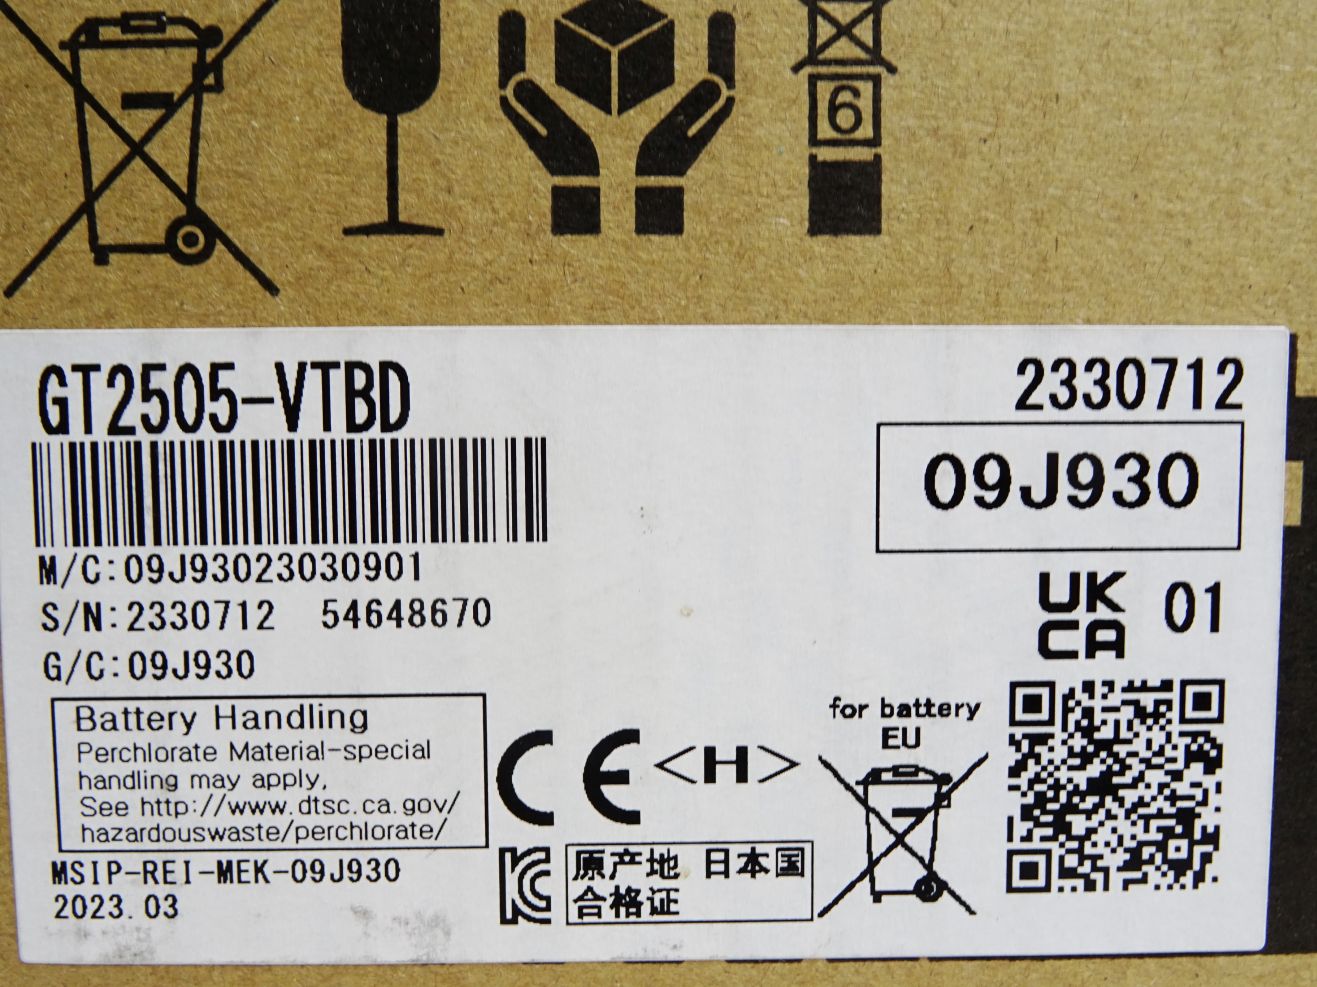 6
GT2505-VTBD
2330712
09J930
M/C:09J93023030901
S/N:2330712 54648670
G/C:09J930
UK
CA
01
Battery Handling
Perchlorate Material-special
handling may apply,
See http://www.dtsc.ca.gov/
hazardouswaste/perchlorate/
CE
<H>
for battery
EU
MSIP-REI-MEK-09J930
2023.03
KC
原产地 日本国
合格证